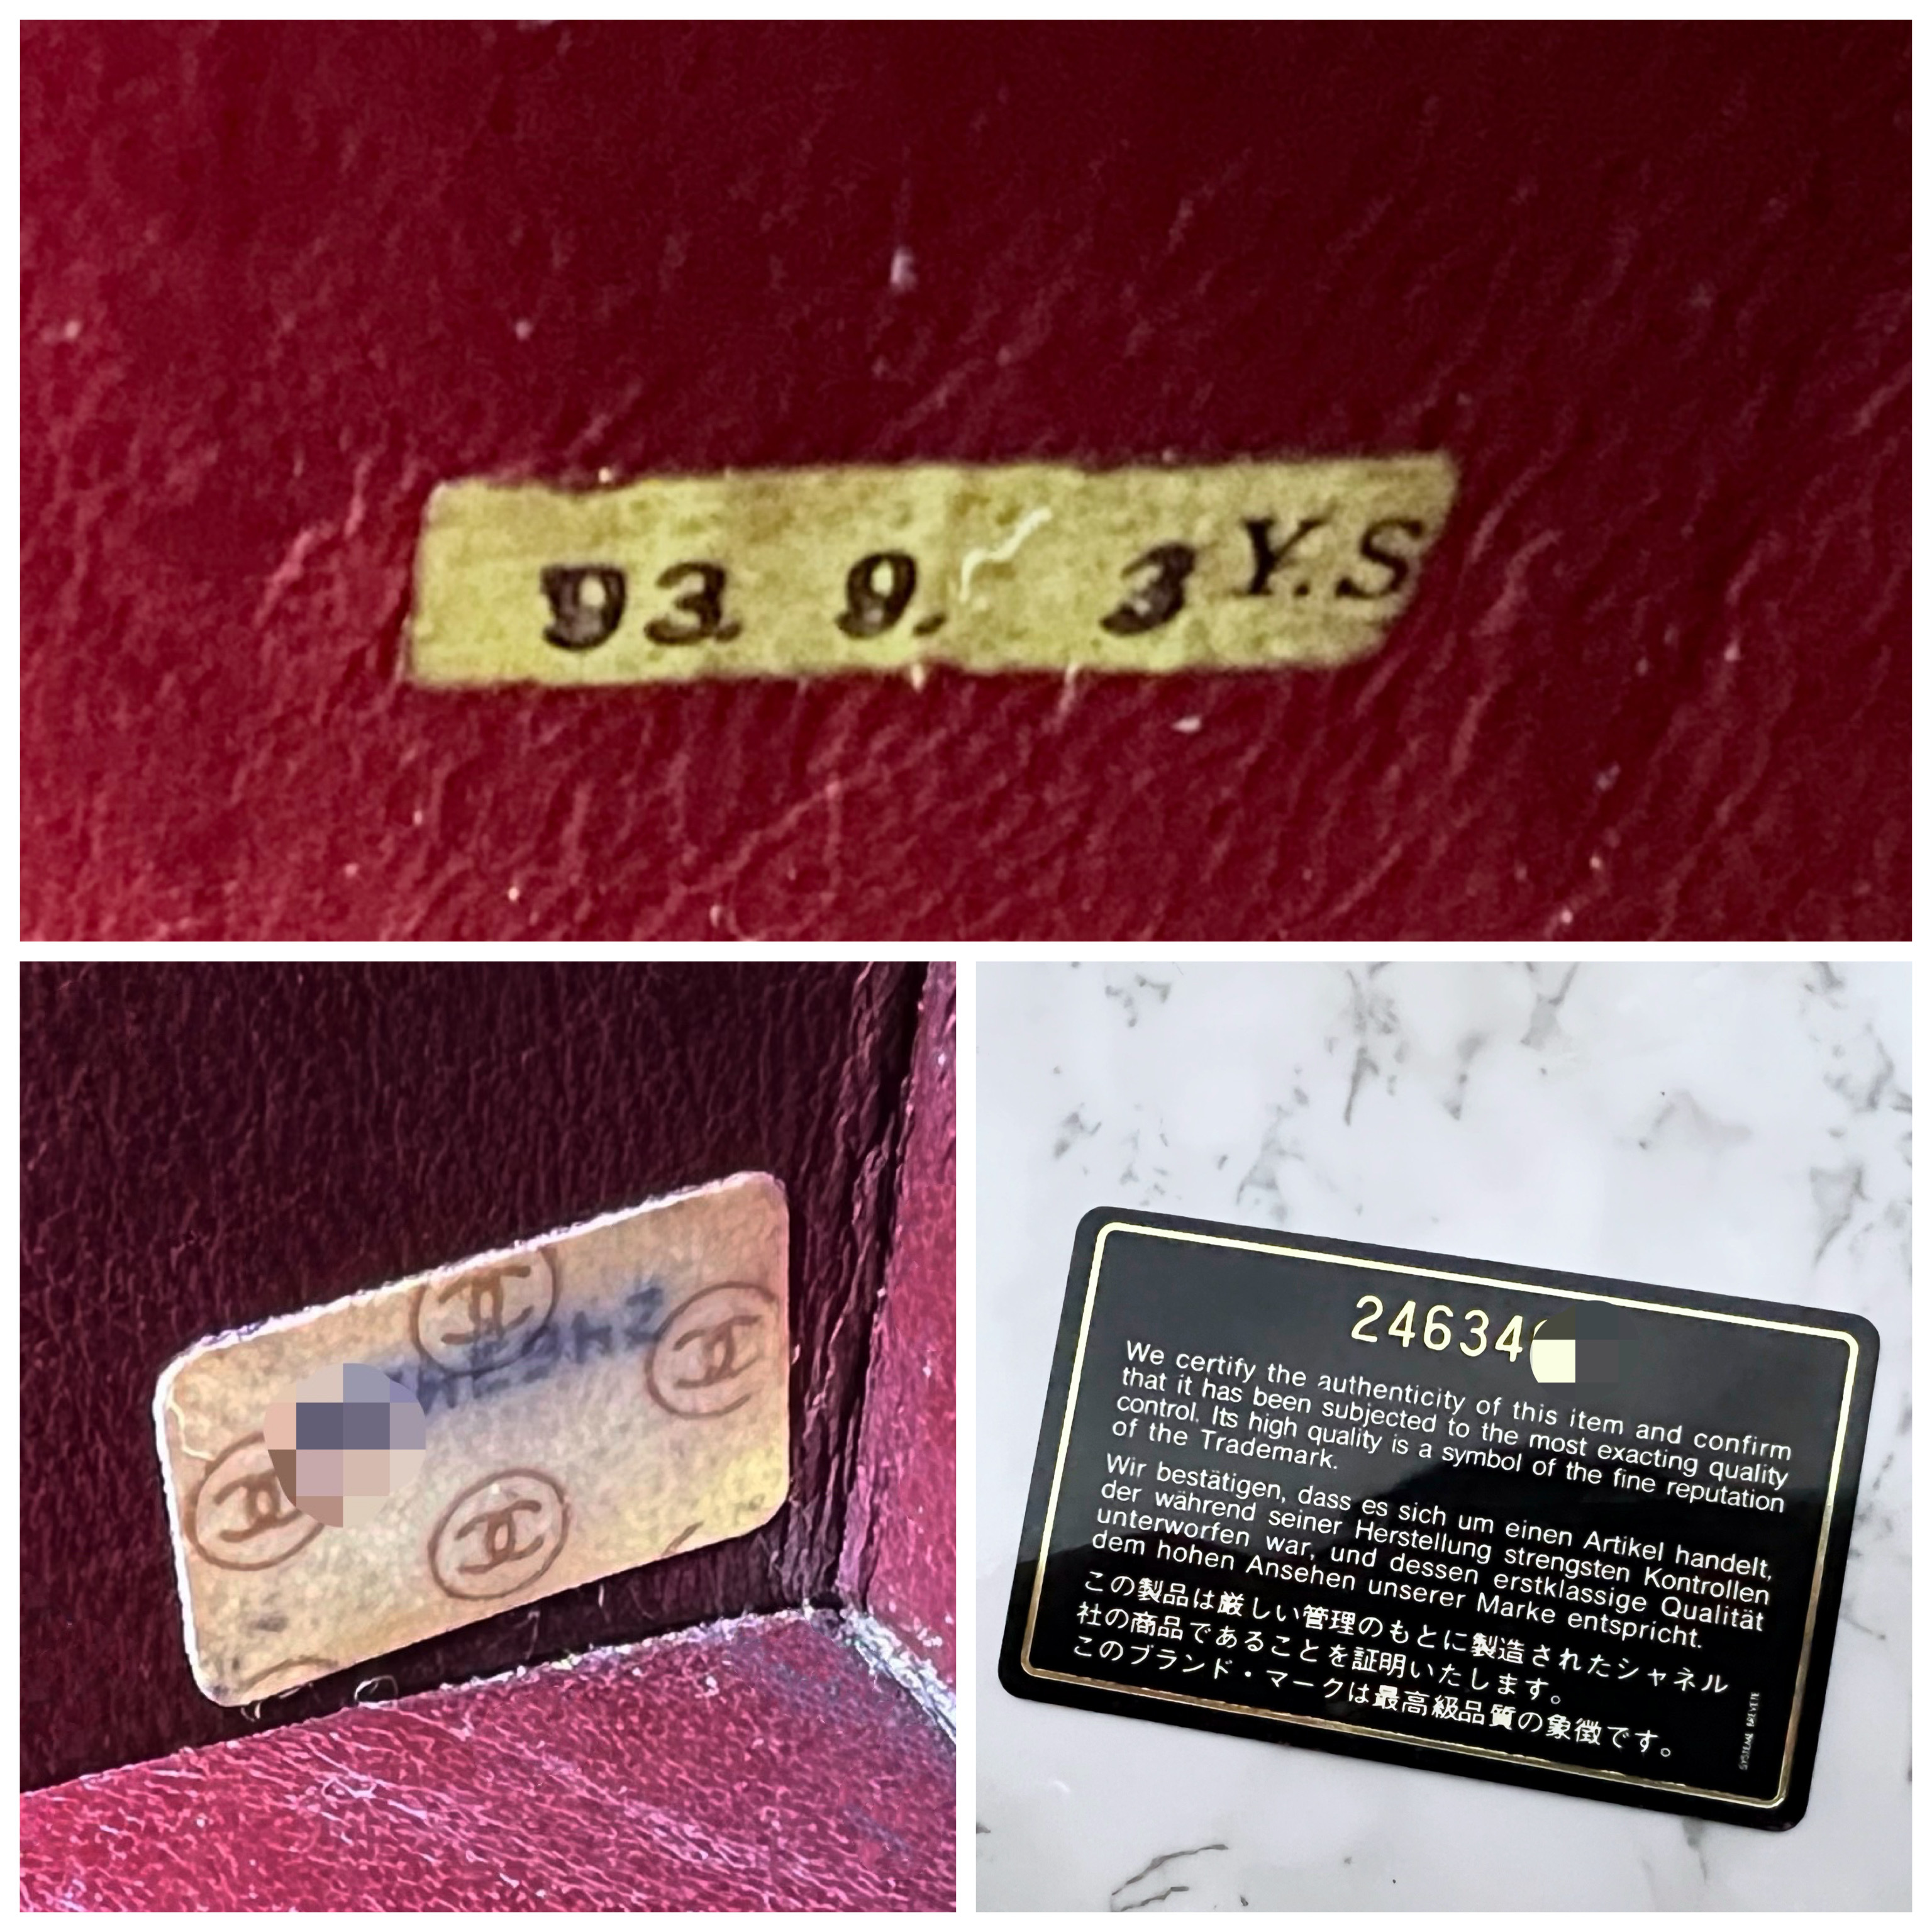 93. 9. 3 Y.S
24634
We certify the authenticity of this item and confirm
that it has been subjected to the most exacting quality
control. Its high quality is a symbol of the fine reputation
of the Trademark.
Wir bestätigen, dass es sich um einen Artikel handelt,
der während seiner Herstellung strengsten Kontrollen
unterworfen war, und dessen erstklassige Qualität
dem hohen Ansehen unserer Marke entspricht.
この製品は厳しい管理のもとに製造されたシャネル
社の商品であることを証明いたします。
このブランド・マークは最高級品質の象徴です。
SYSTEME BREVETE